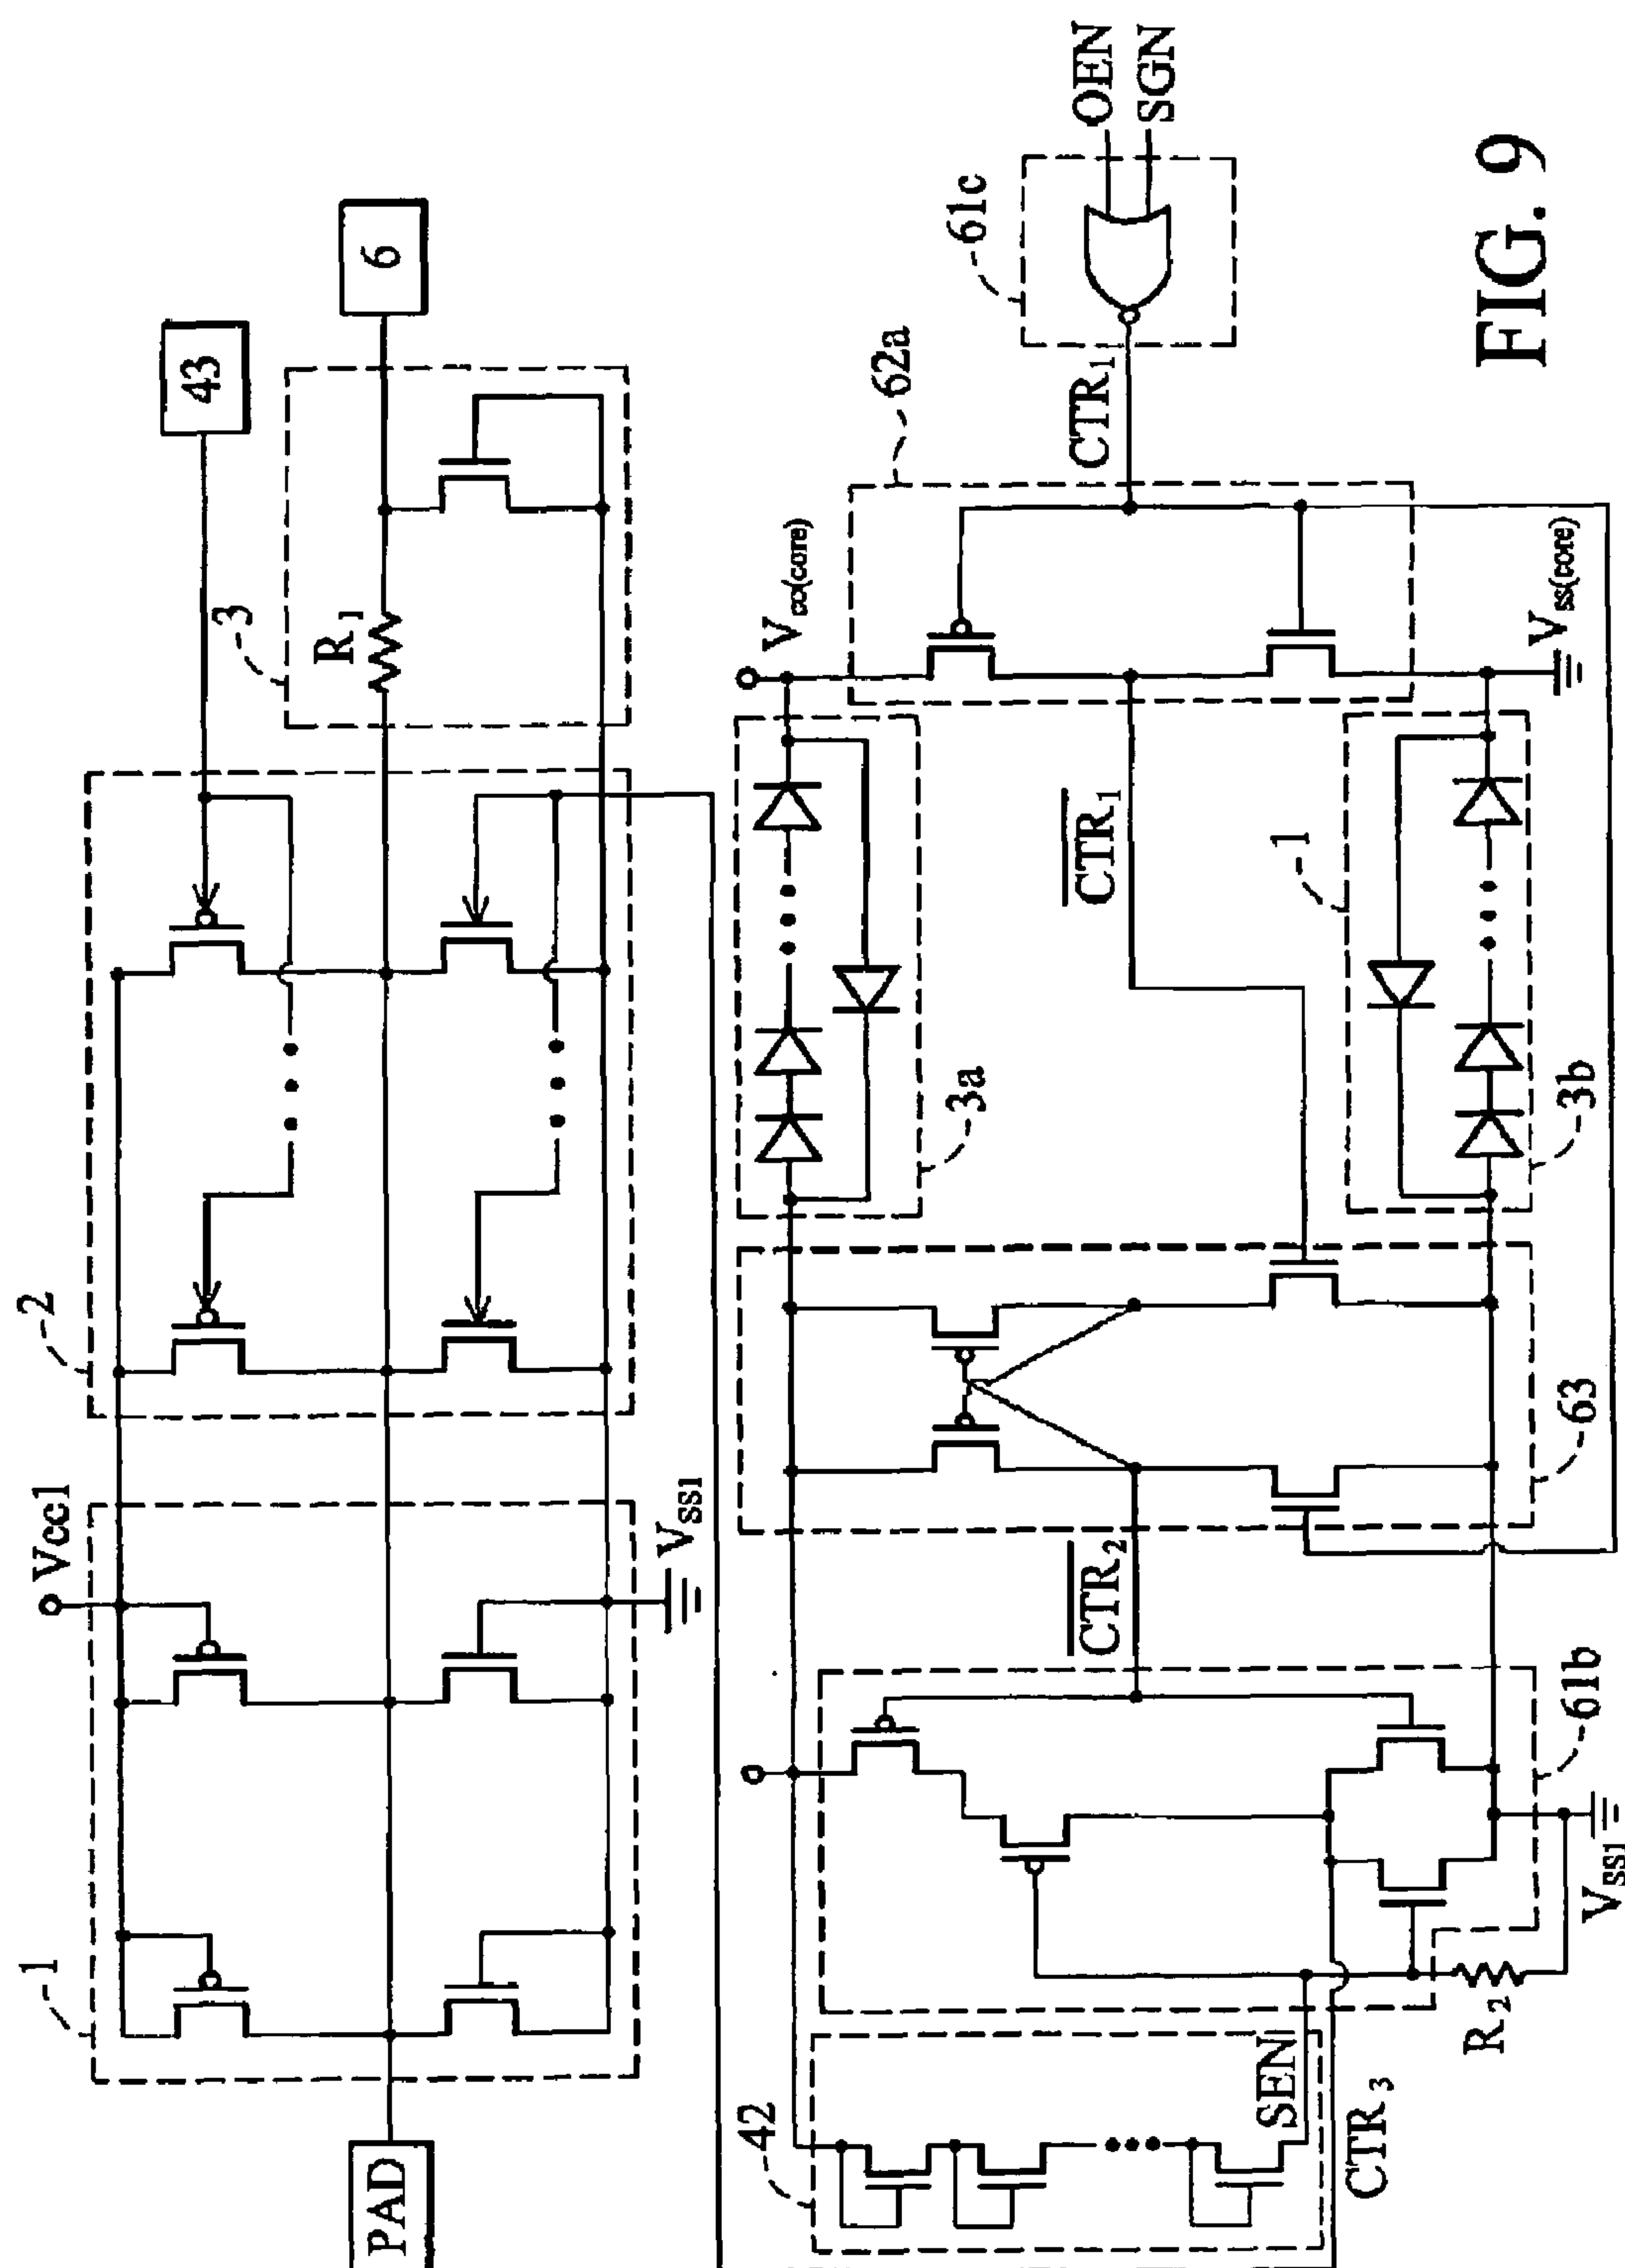 43
6
3
R1
2
Vcc1
VSS1
1
PAD
OEN
SGN
61c
CTR1
62a
Vcc(core)
Vss(core)
CTR1
1
3a
3b
63
CTR2
61b
VSS1
R2
42
SEN
CTR3
FIG. 9